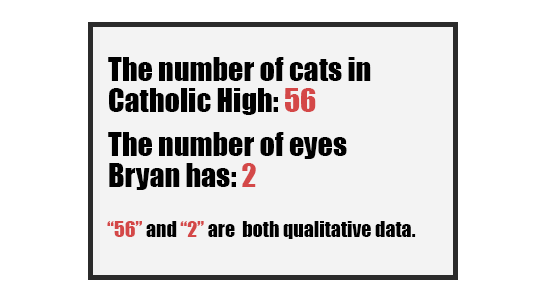 The number of cats in
Catholic High: 56
The number of eyes
Bryan has: 2
“56” and “2” are both qualitative data.